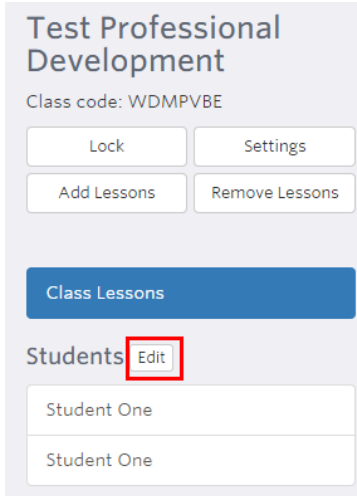 Test Professional
Development
Class code: WDMPVBE
Lock Settings
Add Lessons Remove Lessons
Class Lessons
Students Edit
Student One
Student One